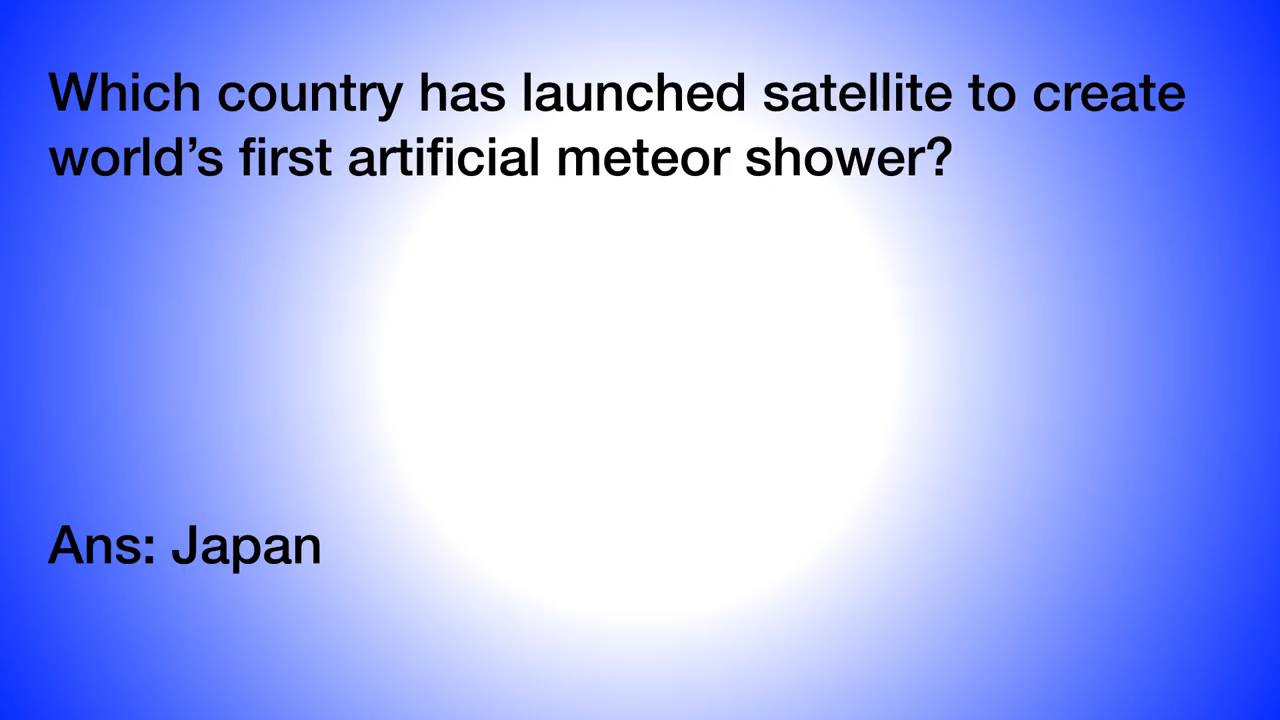 Which country has launched satellite to create
world’s first artificial meteor shower?
Ans: Japan